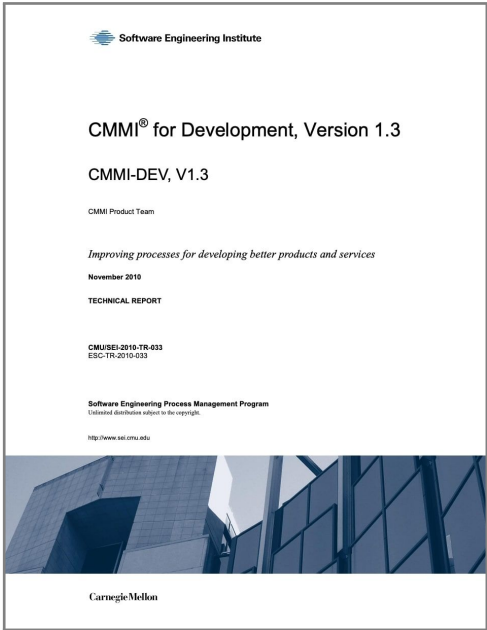 Software Engineering Institute
CMMI® for Development, Version 1.3
CMMI-DEV, V1.3
CMMI Product Team
Improving processes for developing better products and services
November 2010
TECHNICAL REPORT
CMU/SEI-2010-TR-033
ESC-TR-2010-033
Software Engineering Process Management Program
Unlimited distribution subject to the copyright.
http://www.sei.cmu.edu
CarnegieMellon